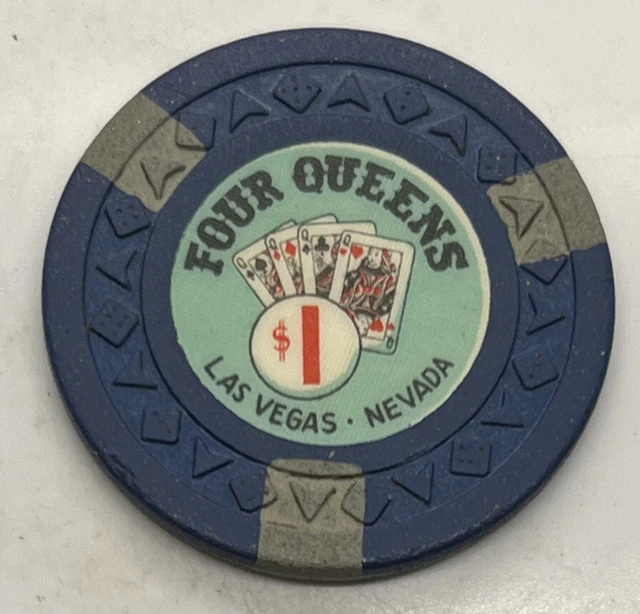 FOUR QUEENS
Q Q Q Q
$1
LAS VEGAS · NEVADA